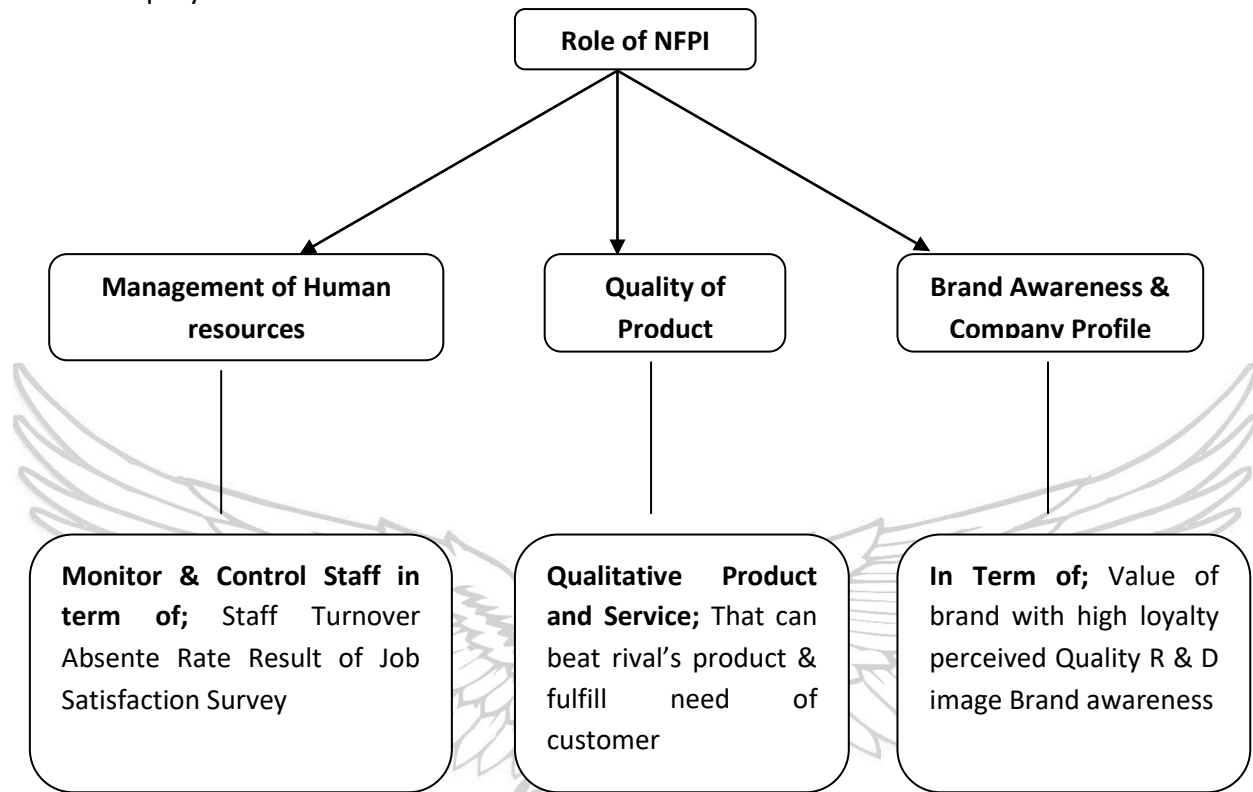 Role of NFPI
Management of Human
resources
Quality of
Product
Brand Awareness &
Company Profile
Monitor & Control Staff in
term of; Staff Turnover
Absente Rate Result of Job
Satisfaction Survey
Qualitative Product
and Service; That can
beat rival's product &
fulfill need of
customer
In Term of; Value of
brand with high loyalty
perceived Quality R & D
image Brand awareness